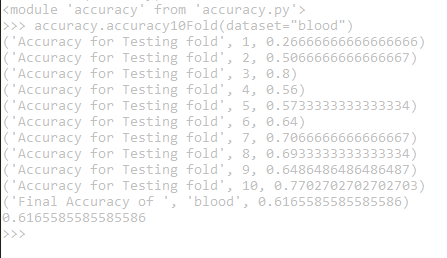 <module 'accuracy' from 'accuracy.py'>
>>> accuracy.accuracy10Fold(dataset="blood")
('Accuracy for Testing fold', 1, 0.26666666666666666)
('Accuracy for Testing fold', 2, 0.5066666666666667)
('Accuracy for Testing fold', 3, 0.8)
('Accuracy for Testing fold', 4, 0.56)
('Accuracy for Testing fold', 5, 0.5733333333333334)
('Accuracy for Testing fold', 6, 0.64)
('Accuracy for Testing fold', 7, 0.7066666666666667)
('Accuracy for Testing fold', 8, 0.6933333333333334)
('Accuracy for Testing fold', 9, 0.6486486486486487)
('Accuracy for Testing fold', 10, 0.7702702702702703)
('Final Accuracy of ', 'blood', 0.6165585585585586)
0.6165585585585586
>>>